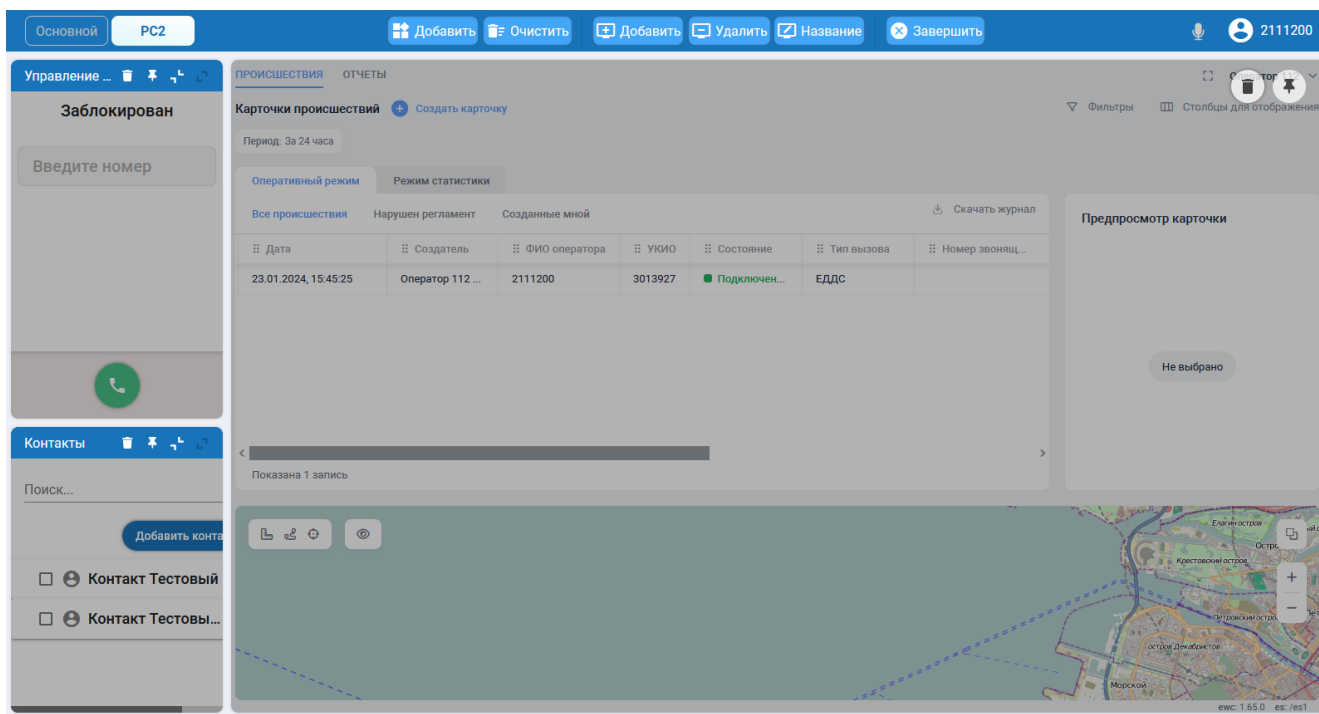 Основной PC2 Добавить Очистить Добавить Удалить Название Завершить 2111200
Управление ...
Заблокирован
Введите номер
Контакты
Поиск...
Добавить конта
Контакт Тестовый
Контакт Тестовы...
ПРОИСШЕСТВИЯ ОТЧЕТЫ
Карточки происшествий Создать карточку Фильтры Столбцы для отображения
Период: За 24 часа
Оперативный режим Режим статистики
Все происшествия Нарушен регламент Созданные мной Скачать журнал
Дата Создатель ФИО оператора УКИО Состояние Тип вызова Номер звонящ...
23.01.2024, 15:45:25 Оператор 112 ... 2111200 3013927 Подключен... ЕДДС
Показана 1 запись
Предпросмотр карточки
Не выбрано
Елагин остров
Крестовский остров
остров Декабристов
Морской
ewc: 1.65.0 es: /es1